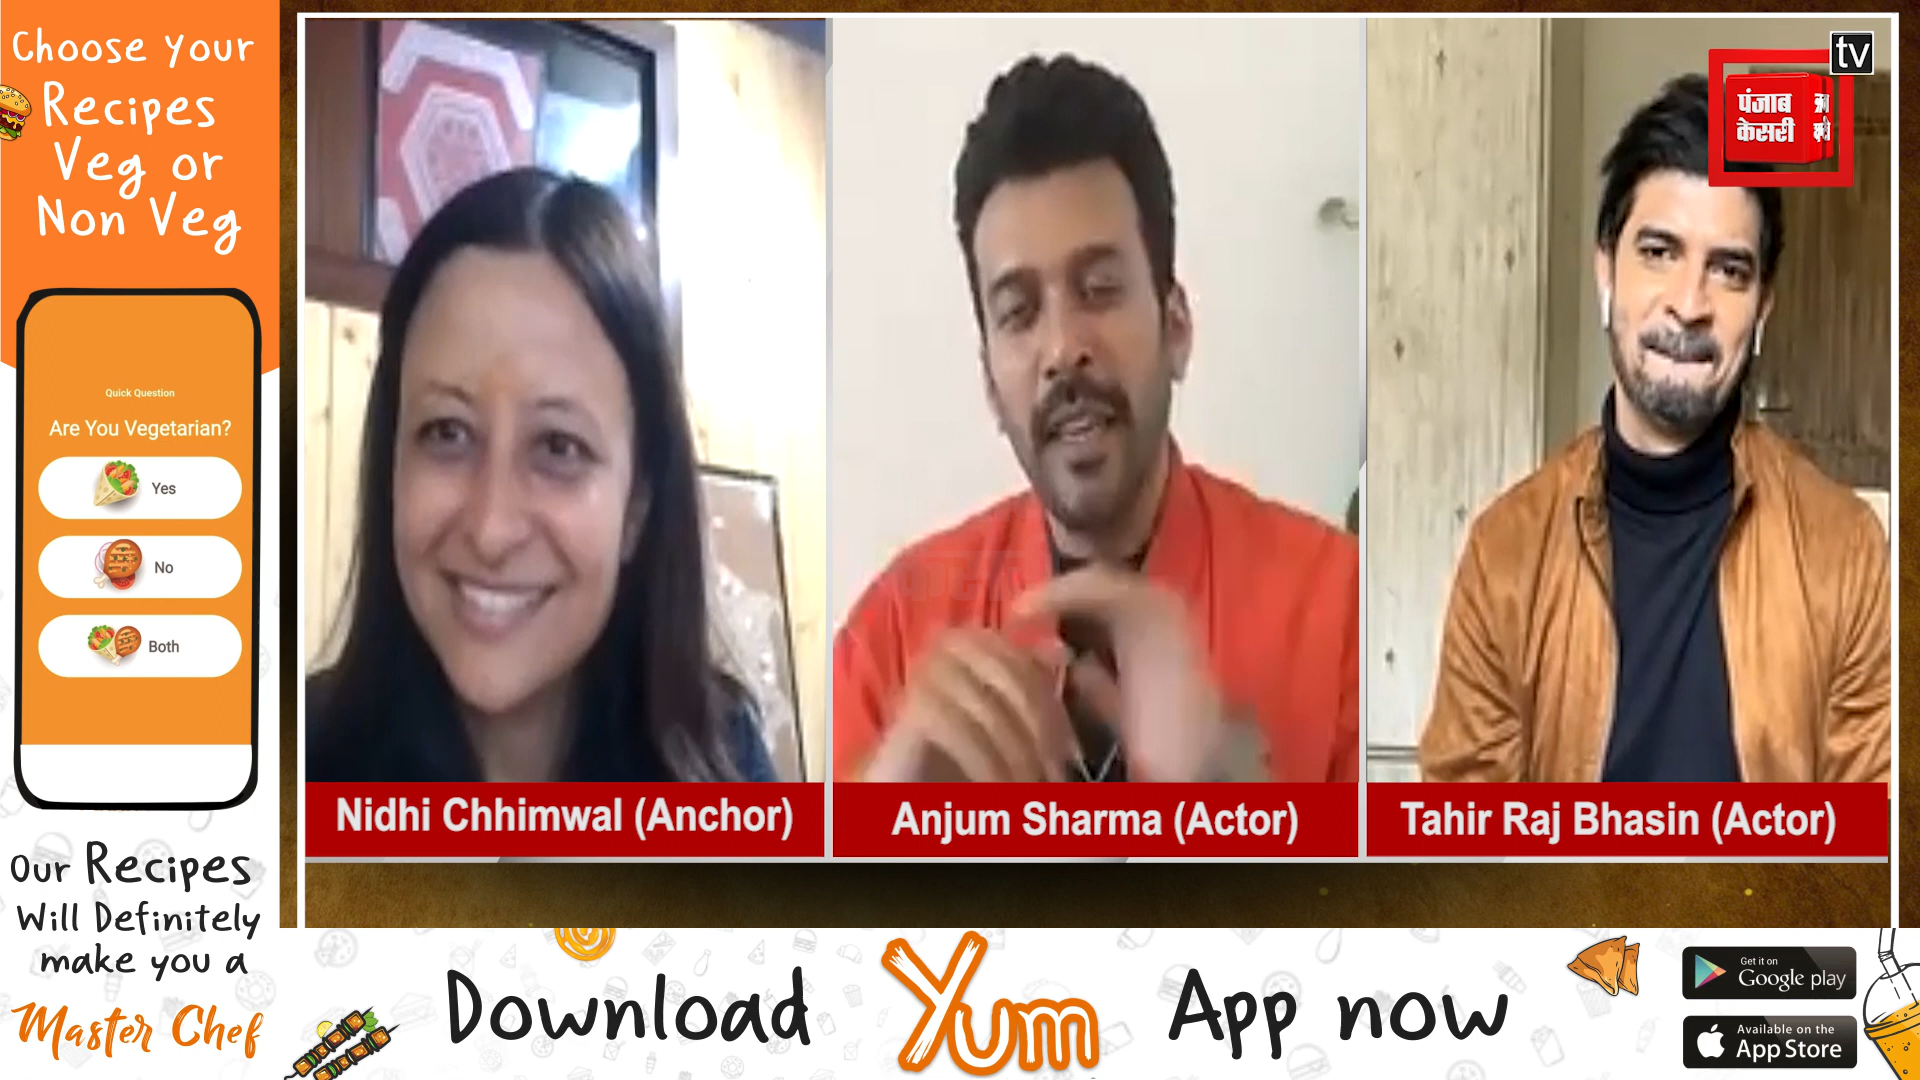 Choose your
Recipes
Veg or
Non Veg
Quick Question
Are You Vegetarian?
Yes
No
Both
Our Recipes
Will Definitely
make you a
Master Chef
tv
पंजाब
केसरी
Nidhi Chhimwal (Anchor)
Anjum Sharma (Actor)
Tahir Raj Bhasin (Actor)
Download Yum App now
Get it on
Google play
Available on the
App Store